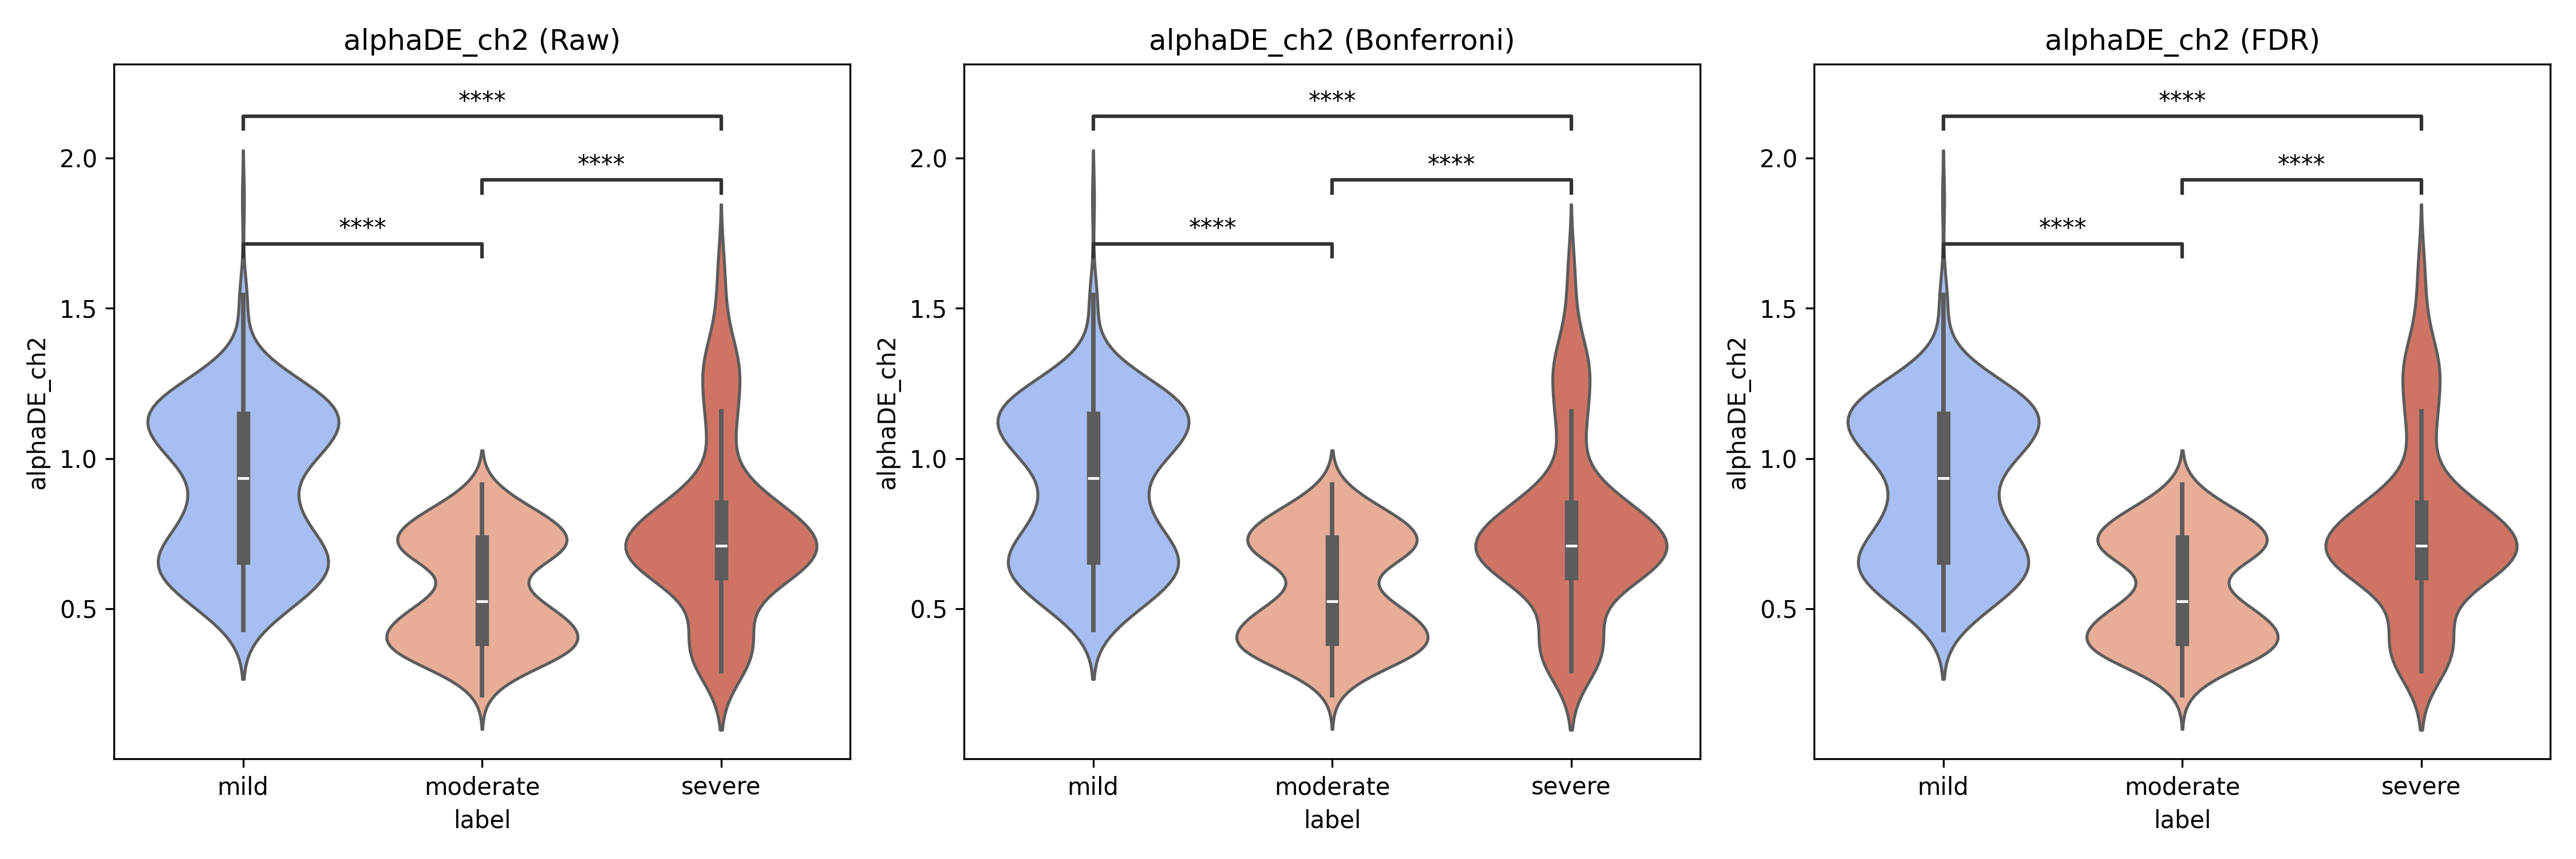 alphaDE_ch2 (Raw)
****
****
****
2.0
1.5
1.0
0.5
alphaDE_ch2
mild
moderate
severe
label
alphaDE_ch2 (Bonferroni)
****
****
****
2.0
1.5
1.0
0.5
alphaDE_ch2
mild
moderate
severe
label
alphaDE_ch2 (FDR)
****
****
****
2.0
1.5
1.0
0.5
alphaDE_ch2
mild
moderate
severe
label